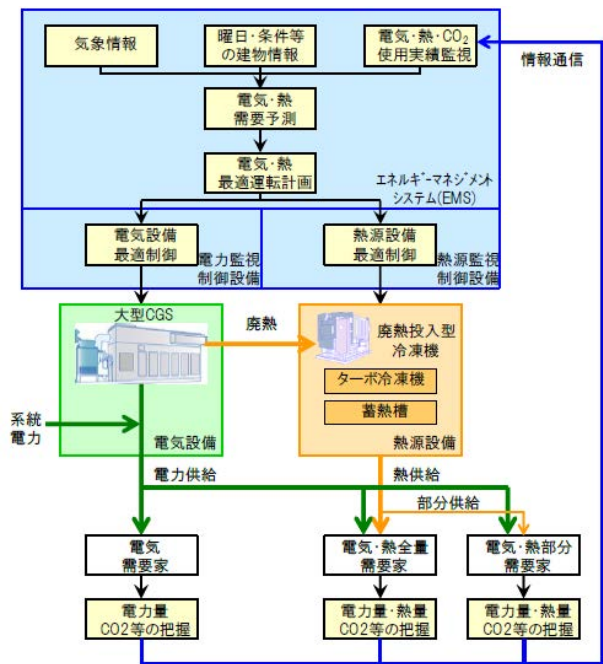 気象情報
曜日・条件等
の建物情報
電気・熱・CO₂
使用実績監視
情報通信
電気・熱
需要予測
電気・熱
最適運転計画
エネルギーマネジメント
システム(EMS)
電気設備
最適制御
電力監視
制御設備
熱源設備
最適制御
熱源監視
制御設備
大型CGS
廃熱
廃熱投入型
冷凍機
ターボ冷凍機
蓄熱槽
系統
電力
電気設備
熱源設備
電力供給
熱供給
部分供給
電気
需要家
電気・熱全量
需要家
電気・熱部分
需要家
電力量
CO2等の把握
電力量・熱量
CO2等の把握
電力量・熱量
CO2等の把握